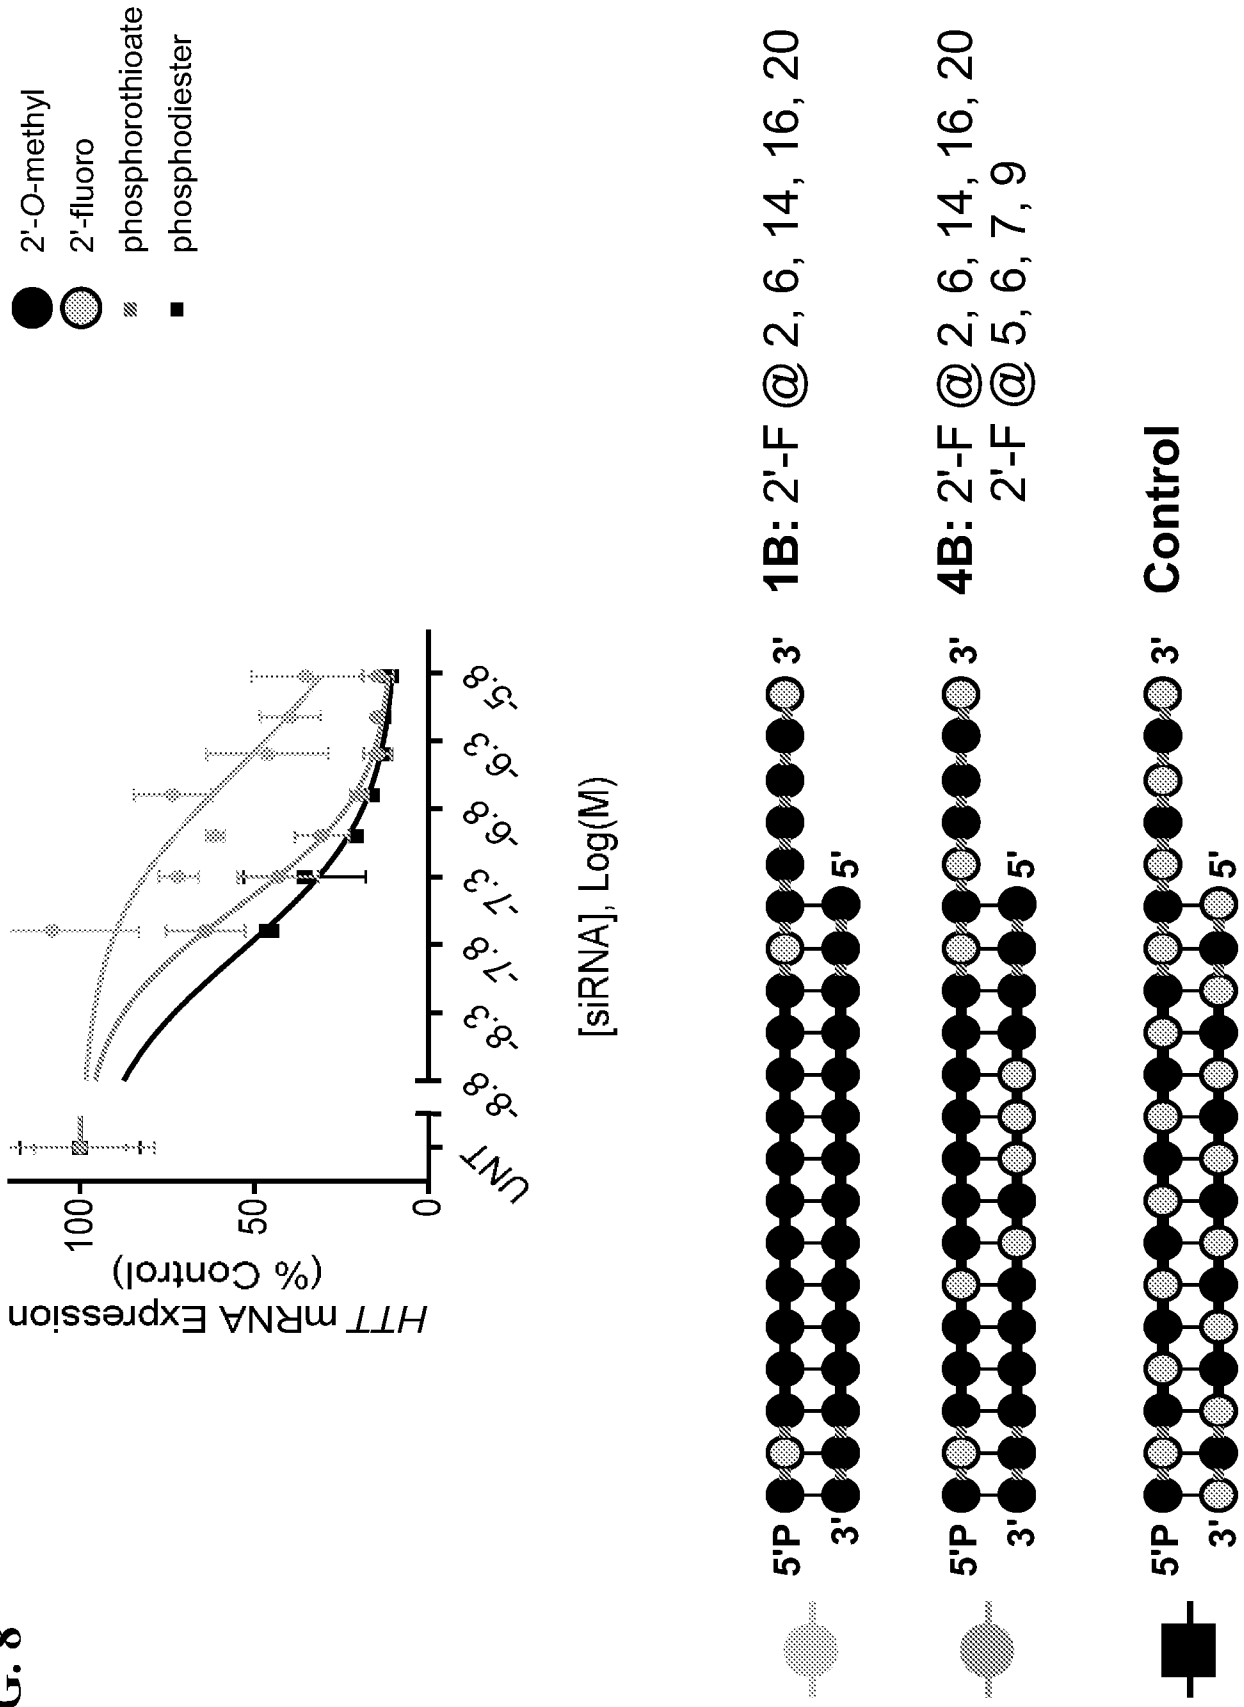 G. 8
HTT mRNA Expression
(% Control)
100
50
0
UNT
-8.8
-8.3
-7.8
-7.3
-6.8
-6.3
-5.8
[siRNA], Log(M)
2'-O-methyl
2'-fluoro
phosphorothioate
phosphodiester
5'P
3'
3'
5'
1B: 2'-F @ 2, 6, 14, 16, 20
5'P
3'
3'
5'
4B: 2'-F @ 2, 6, 14, 16, 20
2'-F @ 5, 6, 7, 9
5'P
3'
3'
5'
Control